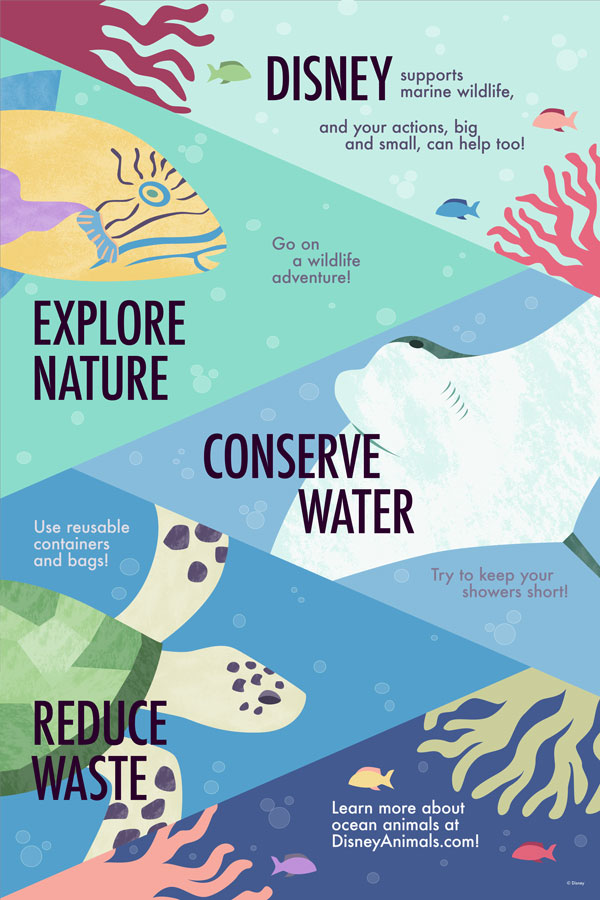 DISNEY supports
marine wildlife,
and your actions, big
and small, can help too!
Go on
a wildlife
adventure!
EXPLORE
NATURE
CONSERVE
WATER
Use reusable
containers
and bags!
Try to keep your
showers short!
REDUCE
WASTE
Learn more about
ocean animals at
DisneyAnimals.com!
© Disney